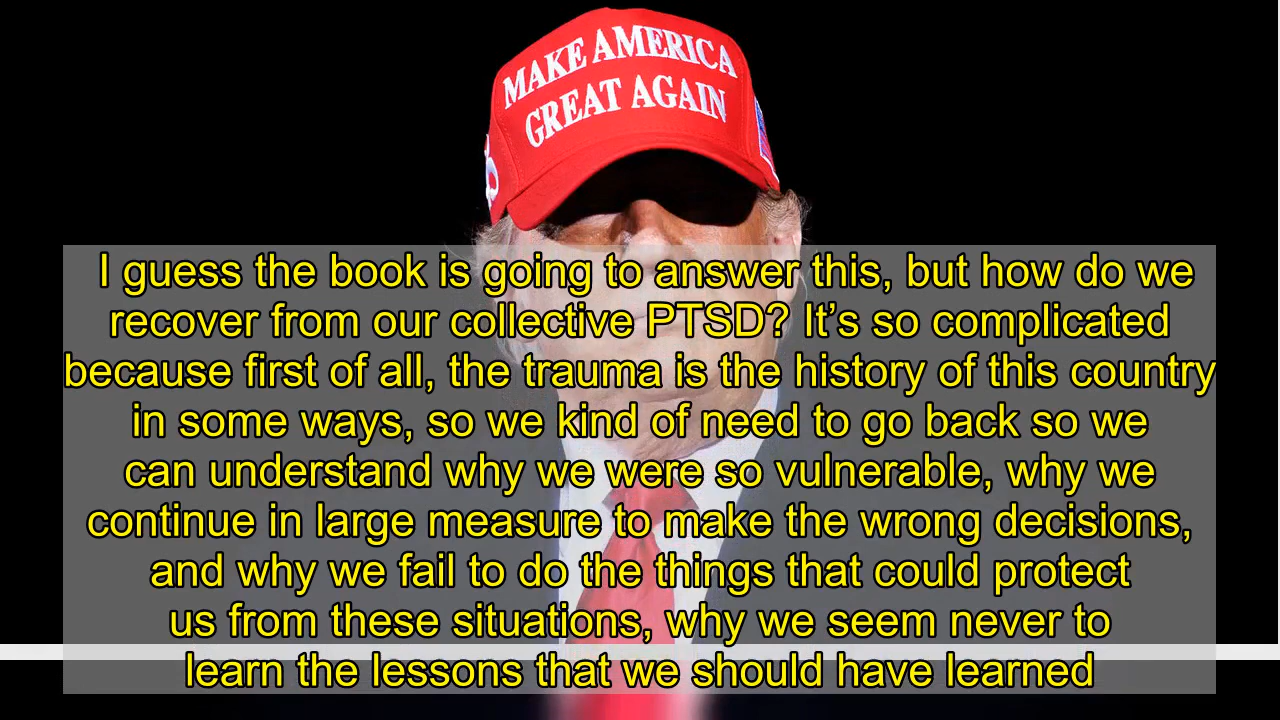 MAKE AMERICA
GREAT AGAIN
I guess the book is going to answer this, but how do we
recover from our collective PTSD? It’s so complicated
because first of all, the trauma is the history of this country
in some ways, so we kind of need to go back so we
can understand why we were so vulnerable, why we
continue in large measure to make the wrong decisions,
and why we fail to do the things that could protect
us from these situations, why we seem never to
learn the lessons that we should have learned